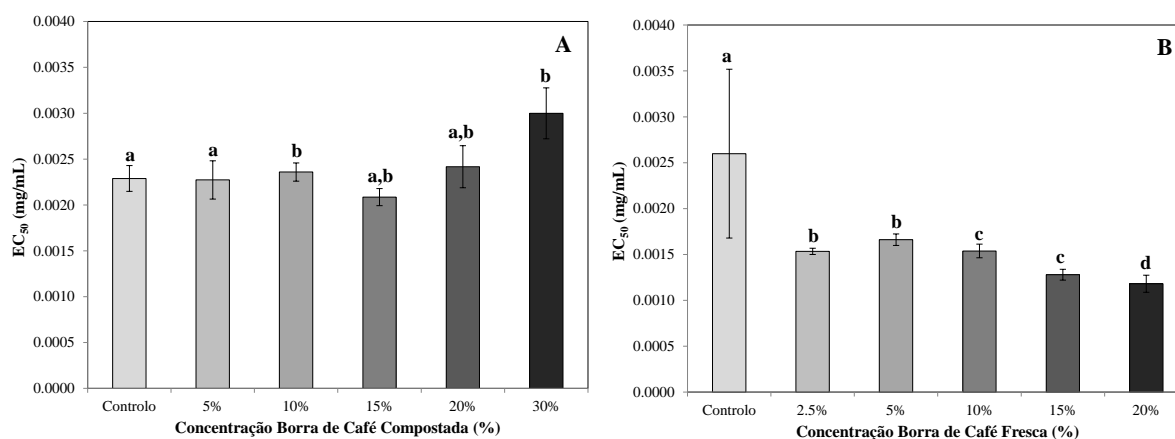 A
0.0040
0.0035
0.0030
0.0025
0.0020
0.0015
0.0010
0.0005
0.0000
EC50 (mg/mL)
a
a
b
a,b
a,b
b
Controlo 5% 10% 15% 20% 30%
Concentração Borra de Café Compostada (%)
B
0.0040
0.0035
0.0030
0.0025
0.0020
0.0015
0.0010
0.0005
0.0000
EC50 (mg/mL)
a
b
b
c
c
d
Controlo 2.5% 5% 10% 15% 20%
Concentração Borra de Café Fresca (%)